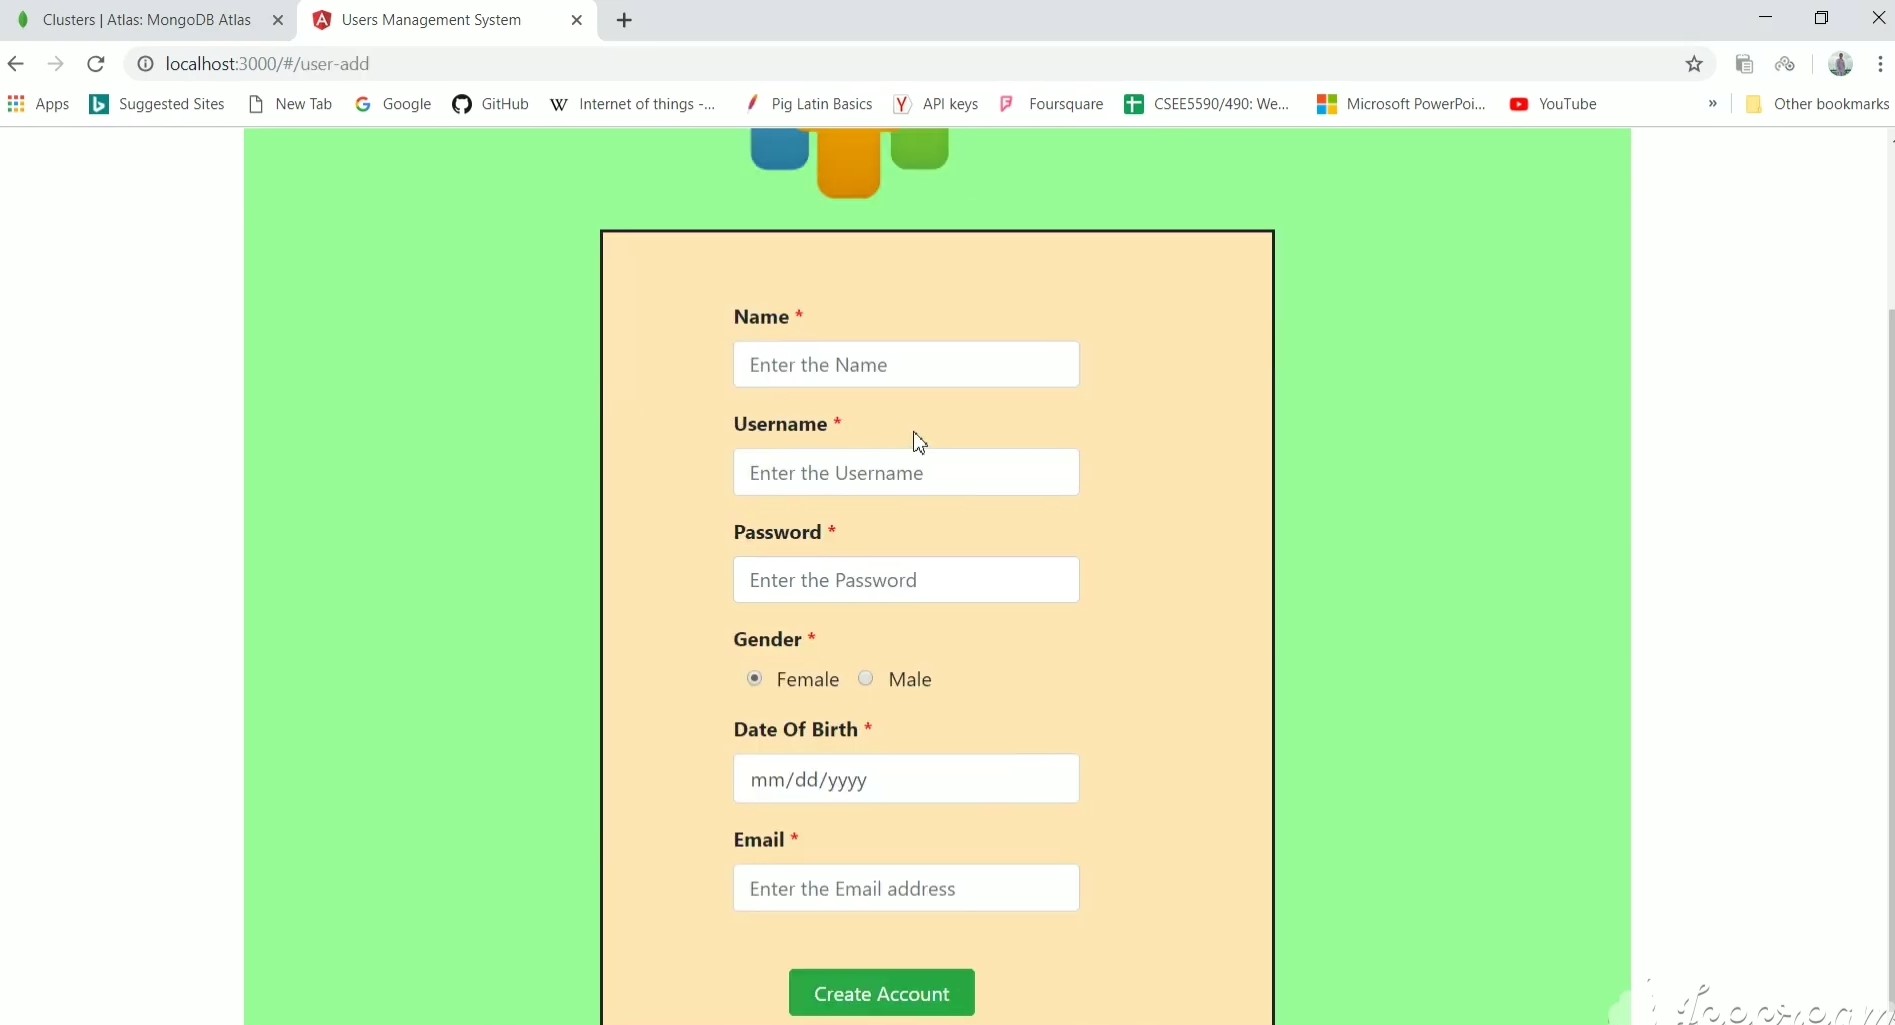 Clusters | Atlas: MongoDB Atlas
Users Management System
localhost:3000/#/user-add
Apps
Suggested Sites
New Tab
Google
GitHub
Internet of things -...
Pig Latin Basics
API keys
Foursquare
CSEE5590/490: We...
Microsoft PowerPoi...
YouTube
»
Other bookmarks
Name *
Enter the Name
Username *
Enter the Username
Password *
Enter the Password
Gender *
Female Male
Date Of Birth *
mm/dd/yyyy
Email *
Enter the Email address
Create Account